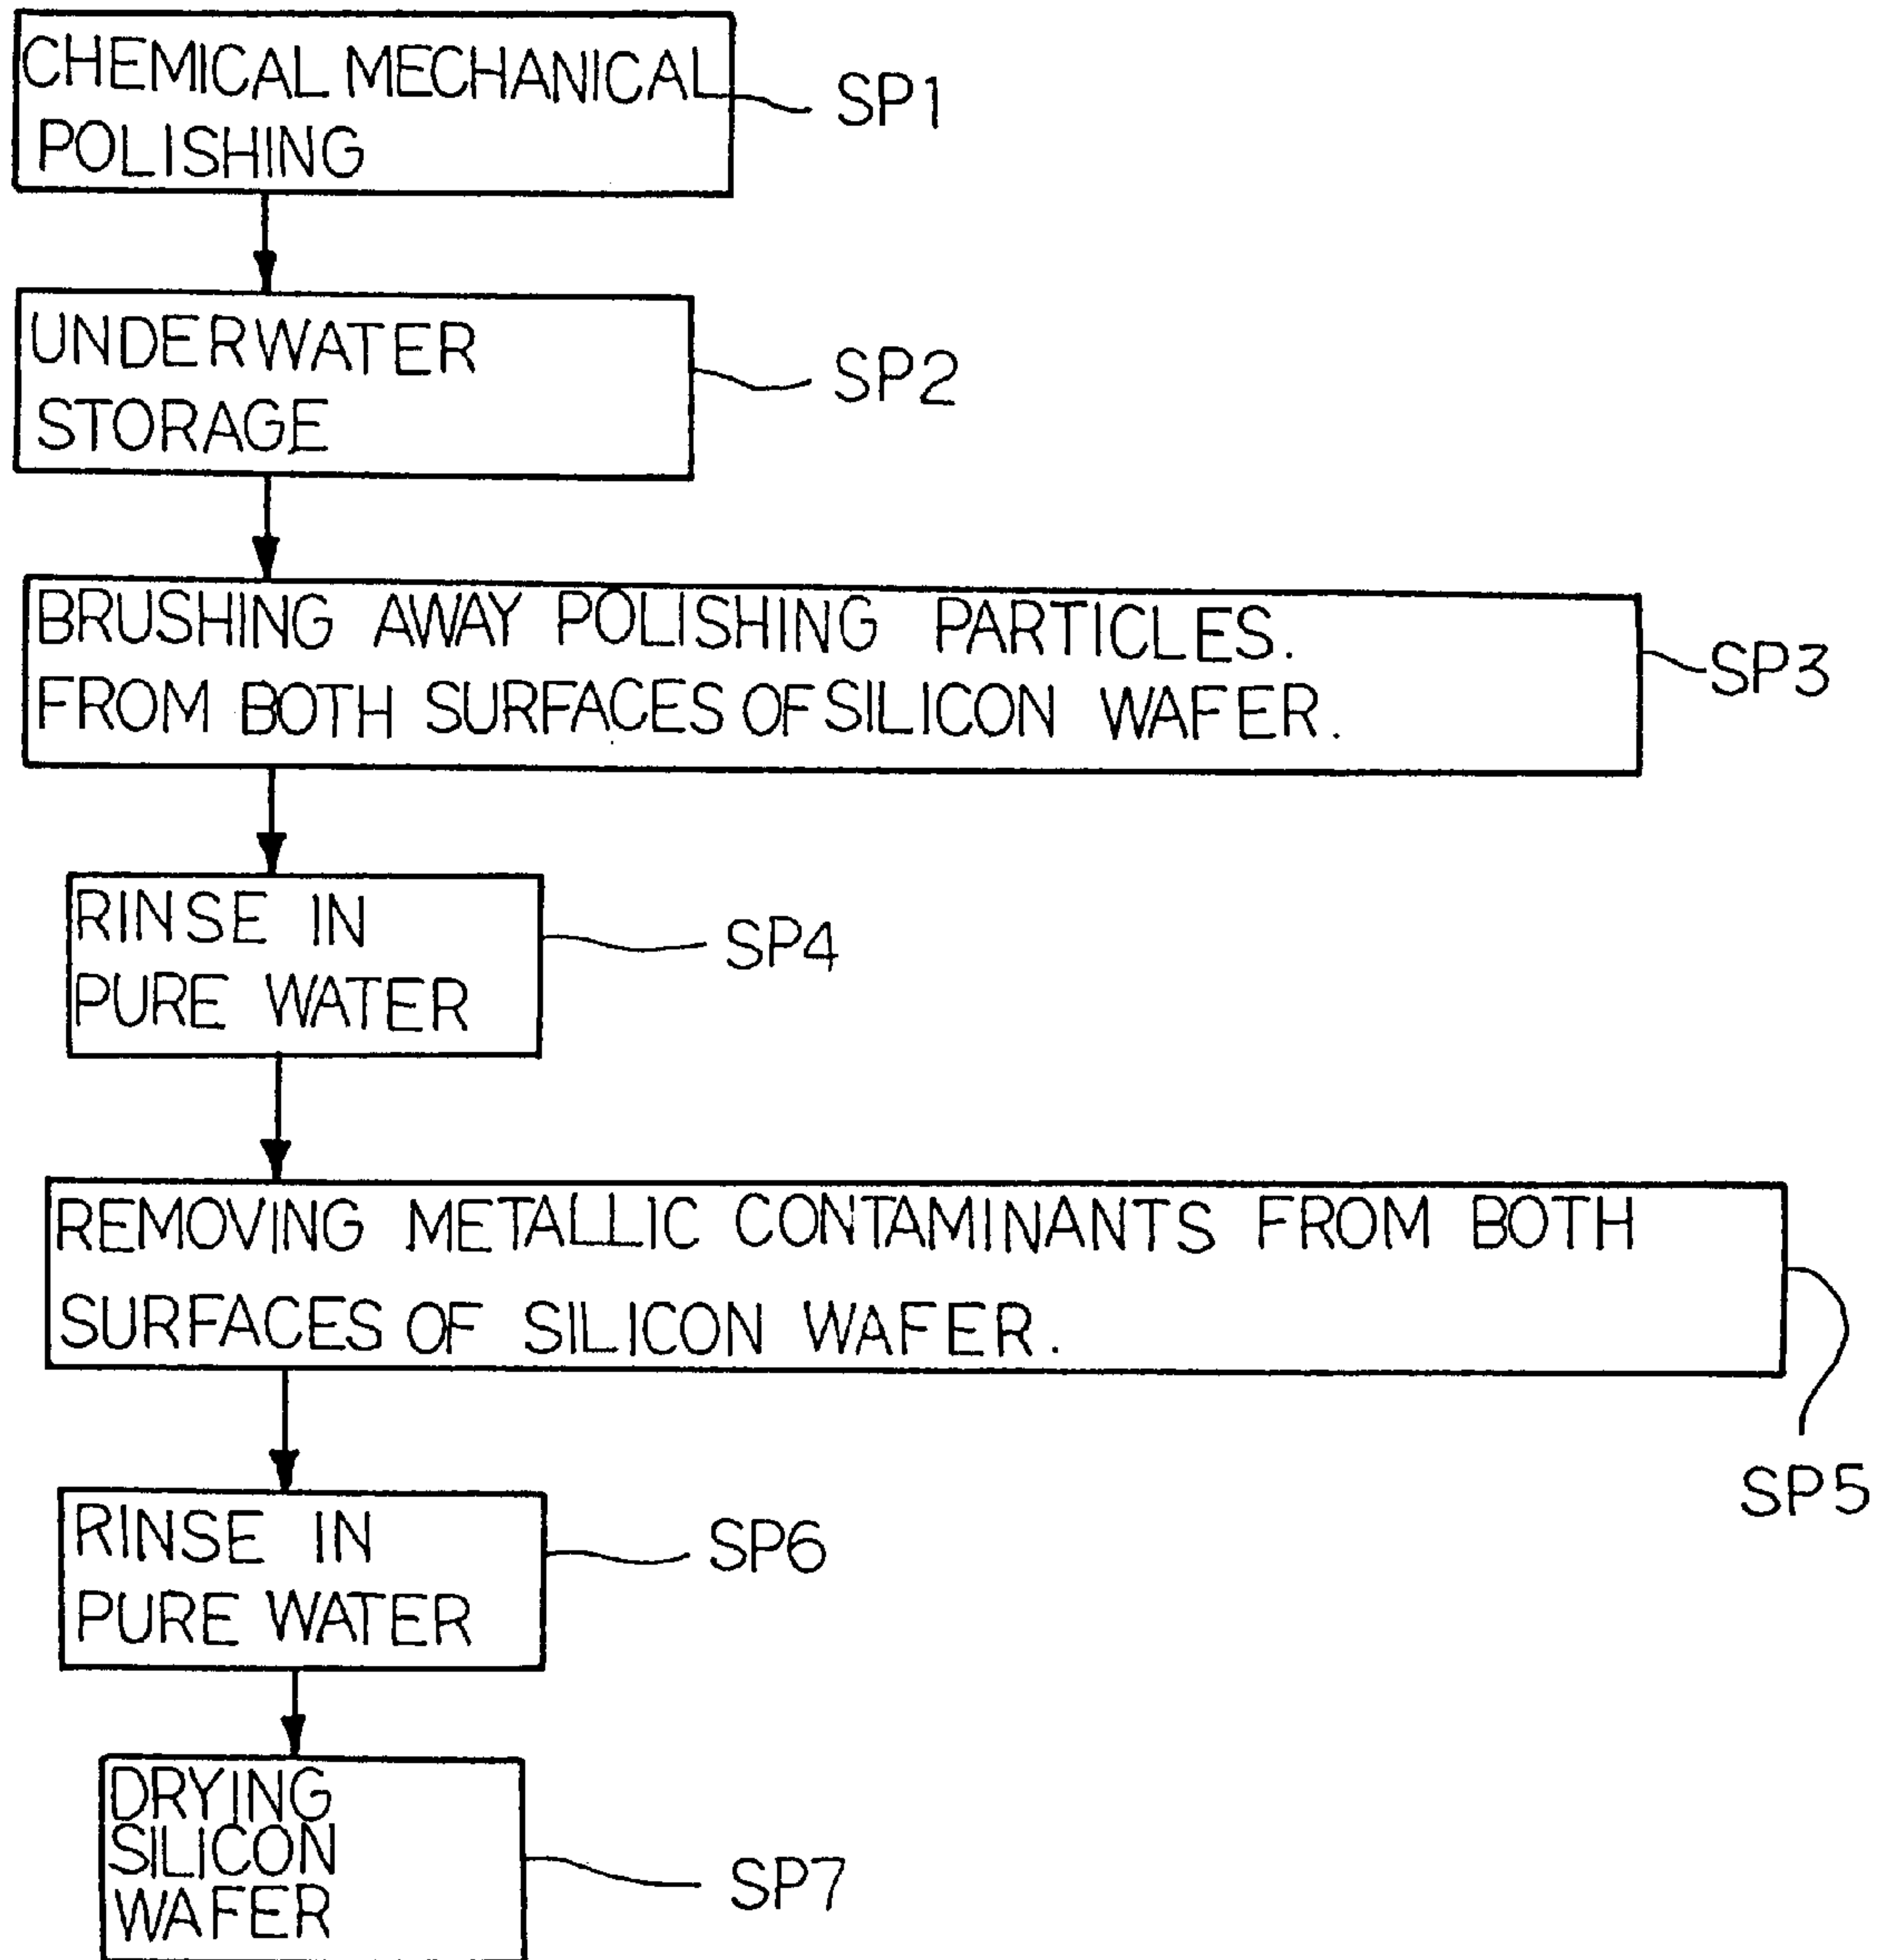 CHEMICAL MECHANICAL
POLISHING
SP1
UNDERWATER
STORAGE
SP2
BRUSHING AWAY POLISHING PARTICLES.
FROM BOTH SURFACES OF SILICON WAFER.
SP3
RINSE IN
PURE WATER
SP4
REMOVING METALLIC CONTAMINANTS FROM BOTH
SURFACES OF SILICON WAFER.
SP5
RINSE IN
PURE WATER
SP6
DRYING
SILICON
WAFER
SP7